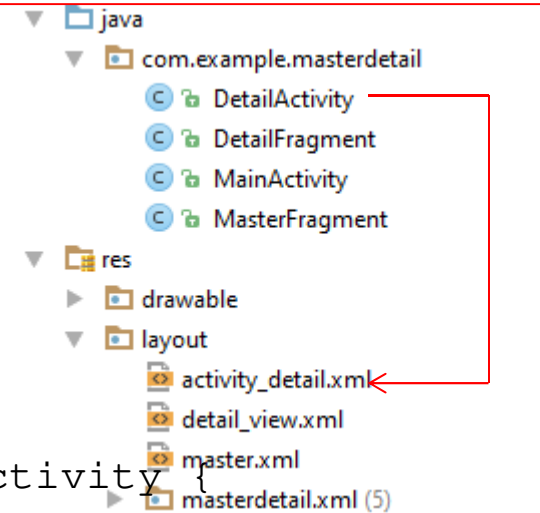 java
com.example.masterdetail
DetailActivity
DetailFragment
MainActivity
MasterFragment
res
drawable
layout
activity_detail.xml
detail_view.xml
master.xml
ctivity {
masterdetail.xml (5)